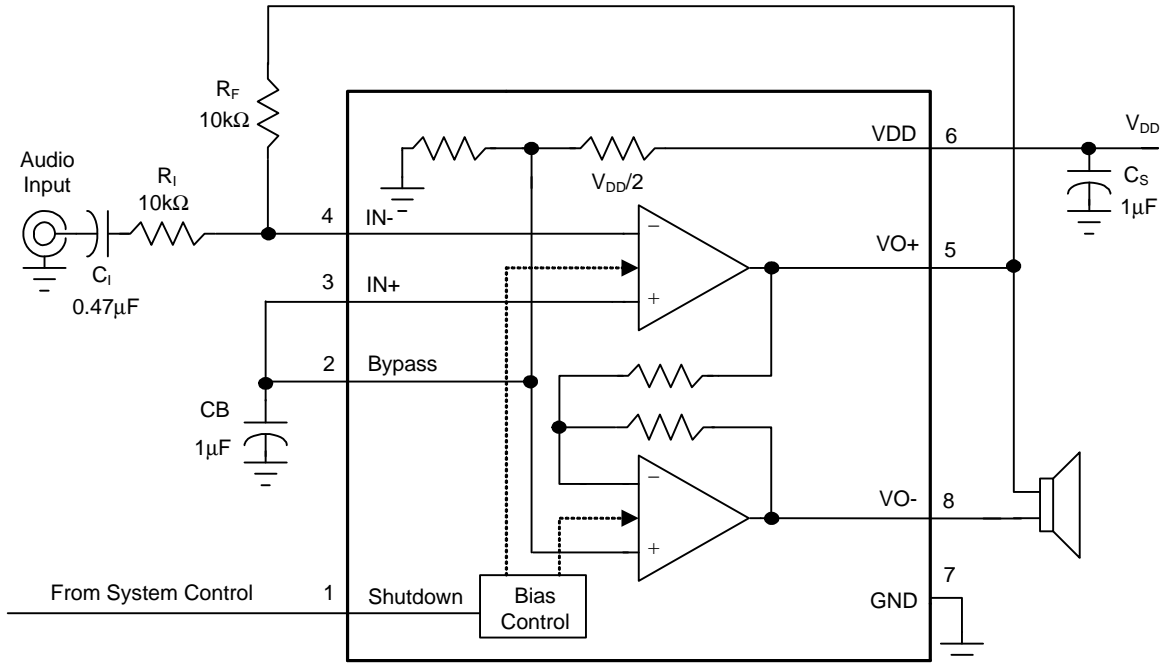 R_F
10kΩ
Audio
Input
R_I
10kΩ
C_I
0.47µF
4
IN-
3
IN+
2
Bypass
CB
1µF
From System Control
1
Shutdown
Bias
Control
V_DD/2
VDD
6
V_DD
C_S
1µF
−
+
VO+
5
−
+
VO-
8
7
GND